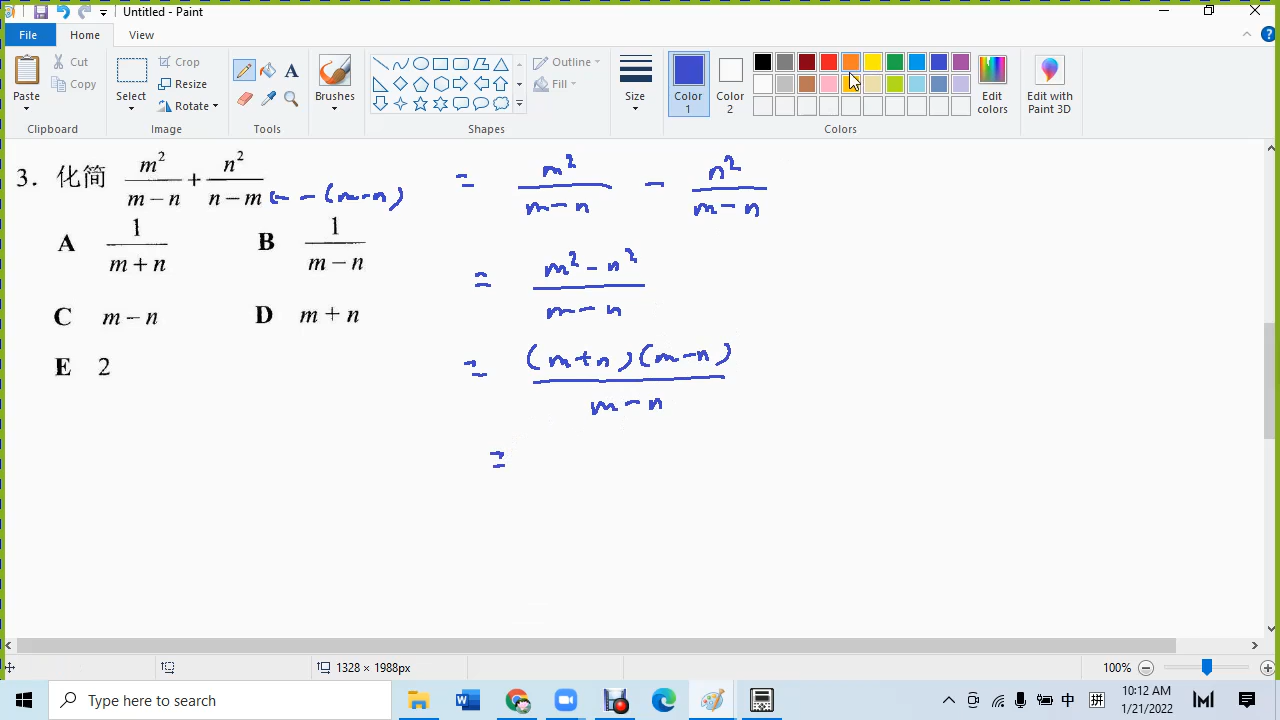 Untitled - Paint
File Home View
Paste Cut Copy
Clipboard
Select Crop Resize Rotate
Image
A
Tools
Brushes
Outline Fill
Shapes
Size
Color 1 Color 2
Edit colors
Colors
Edit with Paint 3D
3. 化简 m²/(m − n) + n²/(n − m) ← −(m−n)
A 1/(m + n)
B 1/(m − n)
C m − n
D m + n
E 2
= m²/(m − n) − n²/(m − n)
= (m² − n²)/(m − n)
= (m+n)(m−n)/(m − n)
=
1328 × 1988px
100%
Type here to search
中
拼
10:12 AM
1/21/2022